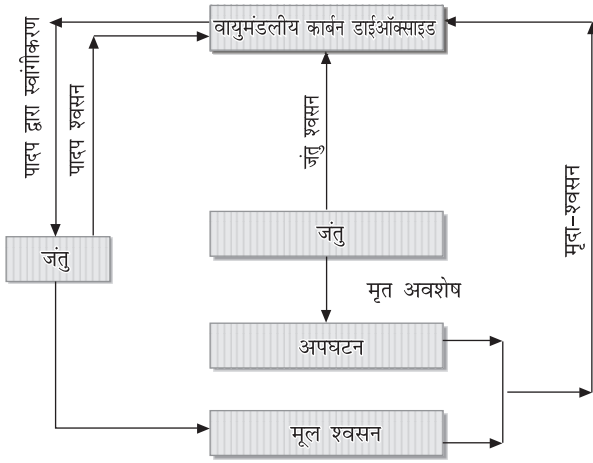 वायुमंडलीय कार्बन डाईऑक्साइड
पादप द्वारा स्वांगीकरण
पादप श्वसन
जंतु श्वसन
मृदा-श्वसन
जंतु
जंतु
मृत अवशेष
अपघटन
मूल श्वसन